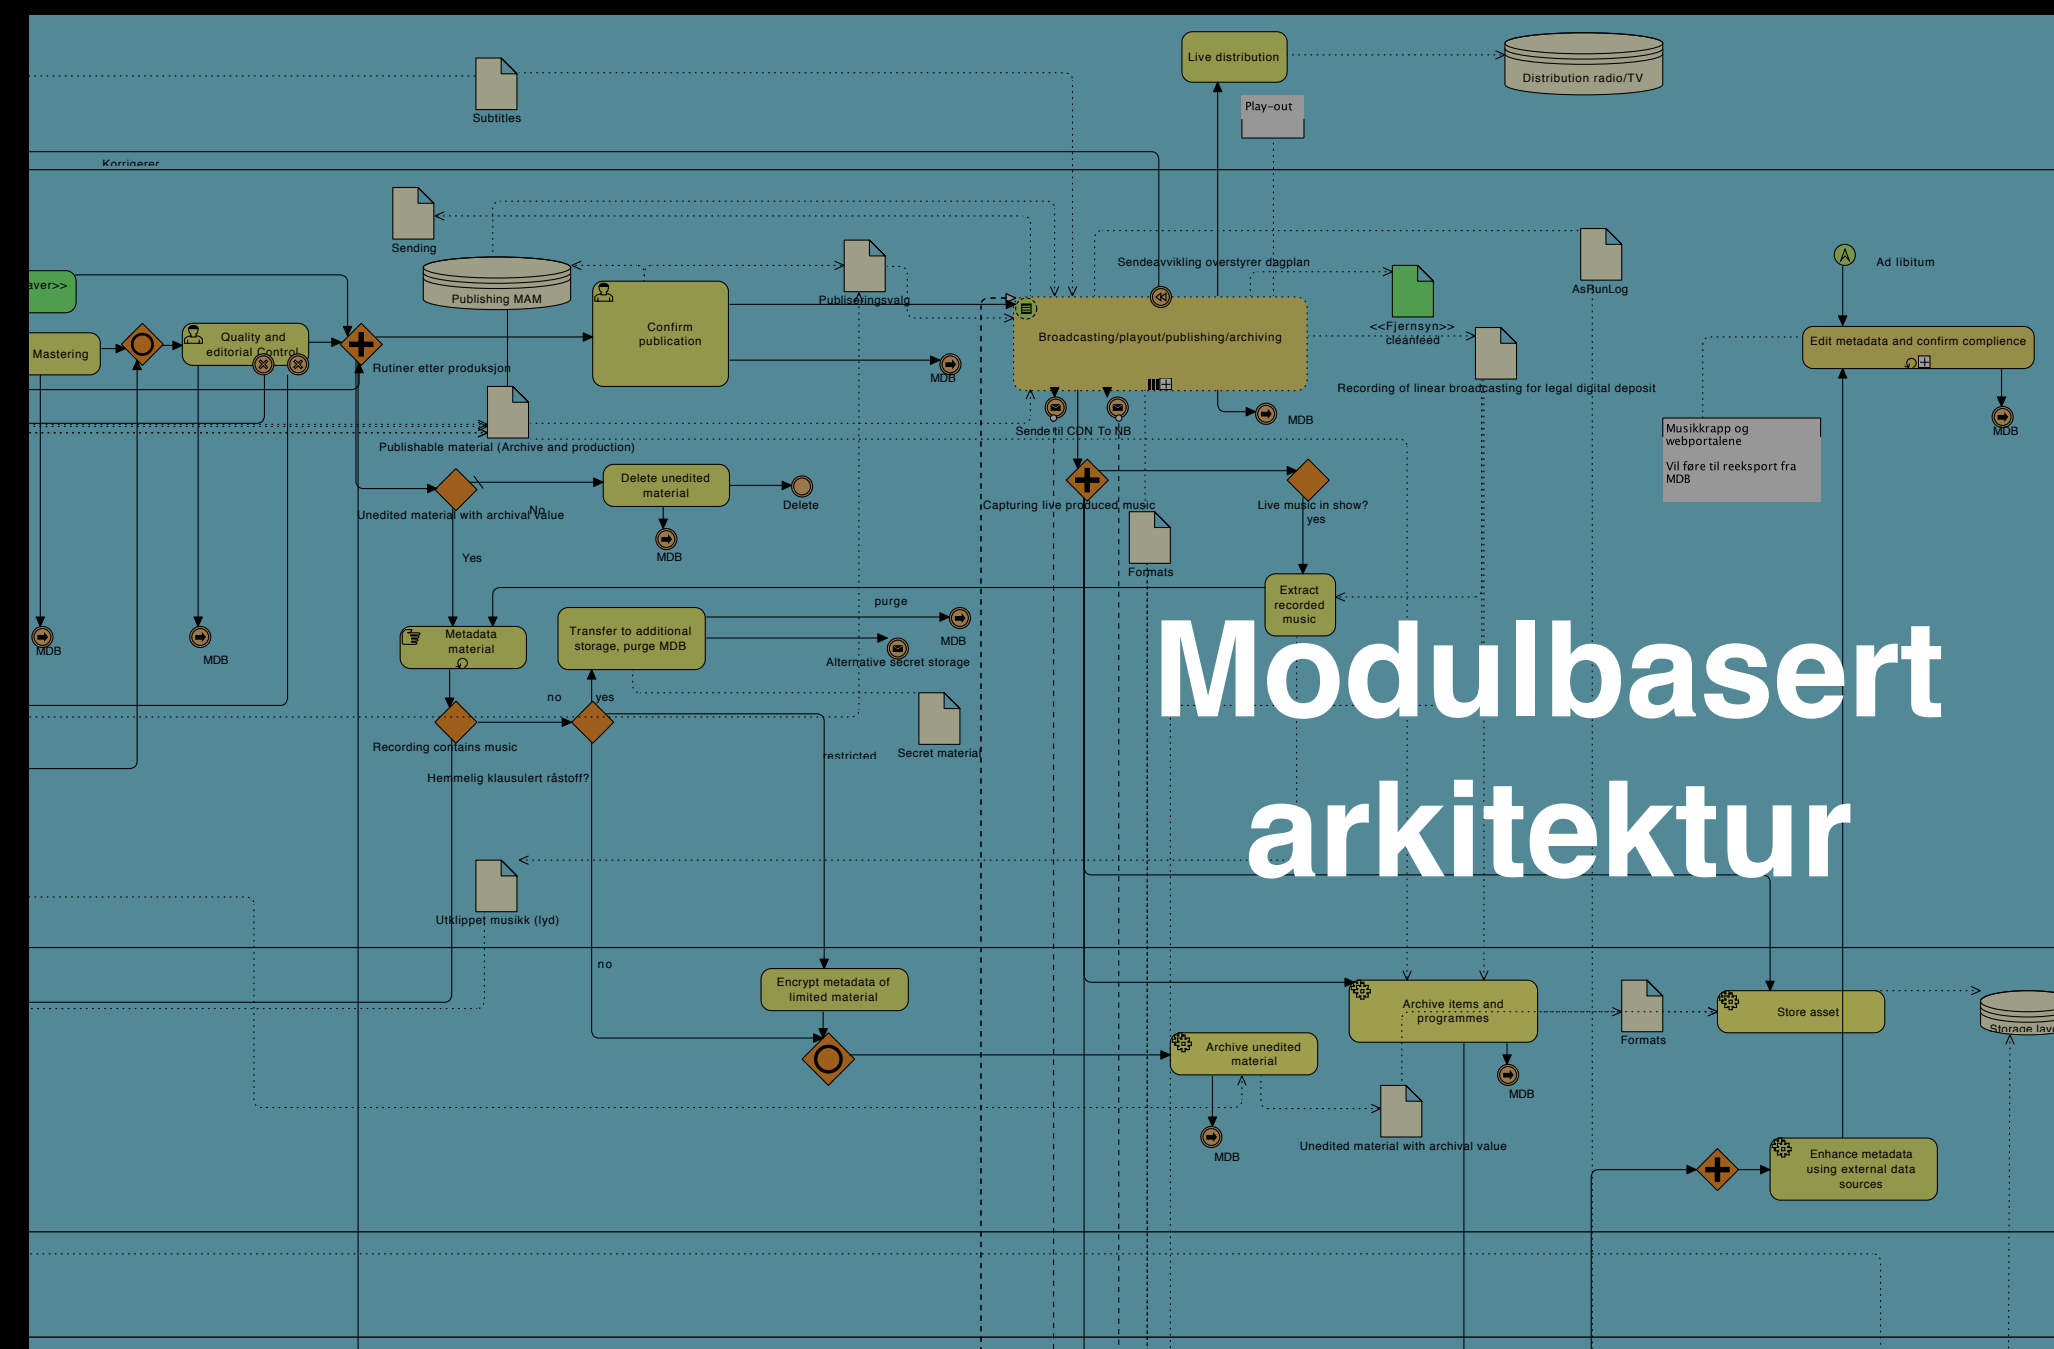 Live distribution
Distribution radio/TV
Play-out
Subtitles
Korrigerer
Sending
Publishing MAM
Publiseringsvalg
Sendeavvikling overstyrer dagplan
AsRunLog
Ad libitum
aver>>
Mastering
Quality and
editorial Control
Rutiner etter produksjon
Confirm
publication
MDB
Broadcasting/playout/publishing/archiving
<<Fjernsyn>>
cleanfeed
Recording of linear broadcasting for legal digital deposit
Edit metadata and confirm complience
MDB
Musikkrapp og
webportalene
Vil føre til reeksport fra
MDB
Sende til CDN
To NB
MDB
Publishable material (Archive and production)
Delete unedited
material
Delete
MDB
Unedited material with archival value
No
Yes
Capturing live produced music
Live music in show?
yes
Formats
Extract
recorded
music
purge
MDB
MDB
MDB
Metadata
material
Transfer to additional
storage, purge MDB
Alternative secret storage
no
yes
Recording contains music
Hemmelig klausulert råstoff?
restricted
Secret material
Modulbasert
arkitektur
Utklippet musikk (lyd)
no
Encrypt metadata of
limited material
Archive items and
programmes
Formats
Store asset
Storage laye
Archive unedited
material
MDB
MDB
Unedited material with archival value
Enhance metadata
using external data
sources